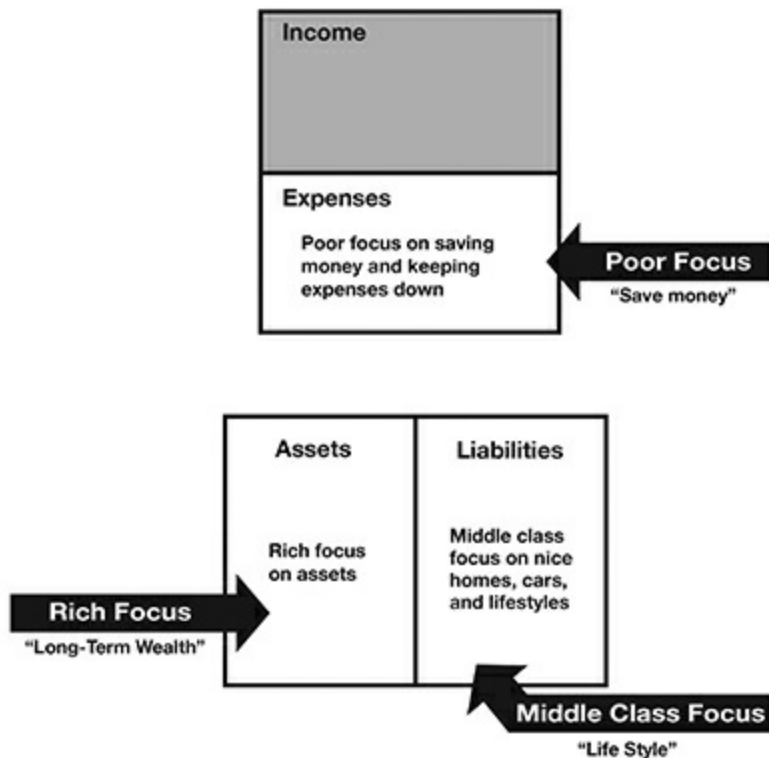 Income
Expenses
Poor focus on saving
money and keeping
expenses down
Poor Focus
“Save money”
Assets
Liabilities
Rich focus
on assets
Middle class
focus on nice
homes, cars,
and lifestyles
Rich Focus
“Long-Term Wealth”
Middle Class Focus
“Life Style”